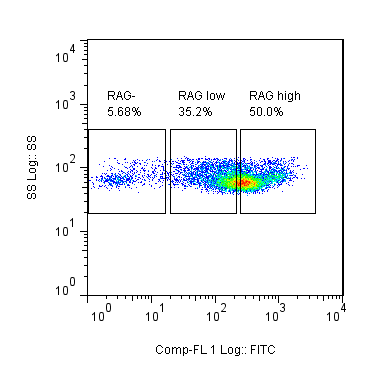 10^4
10^3
10^2
10^1
10^0
SS Log:: SS
RAG-
5.68%
RAG low
35.2%
RAG high
50.0%
10^0 10^1 10^2 10^3 10^4
Comp-FL 1 Log:: FITC